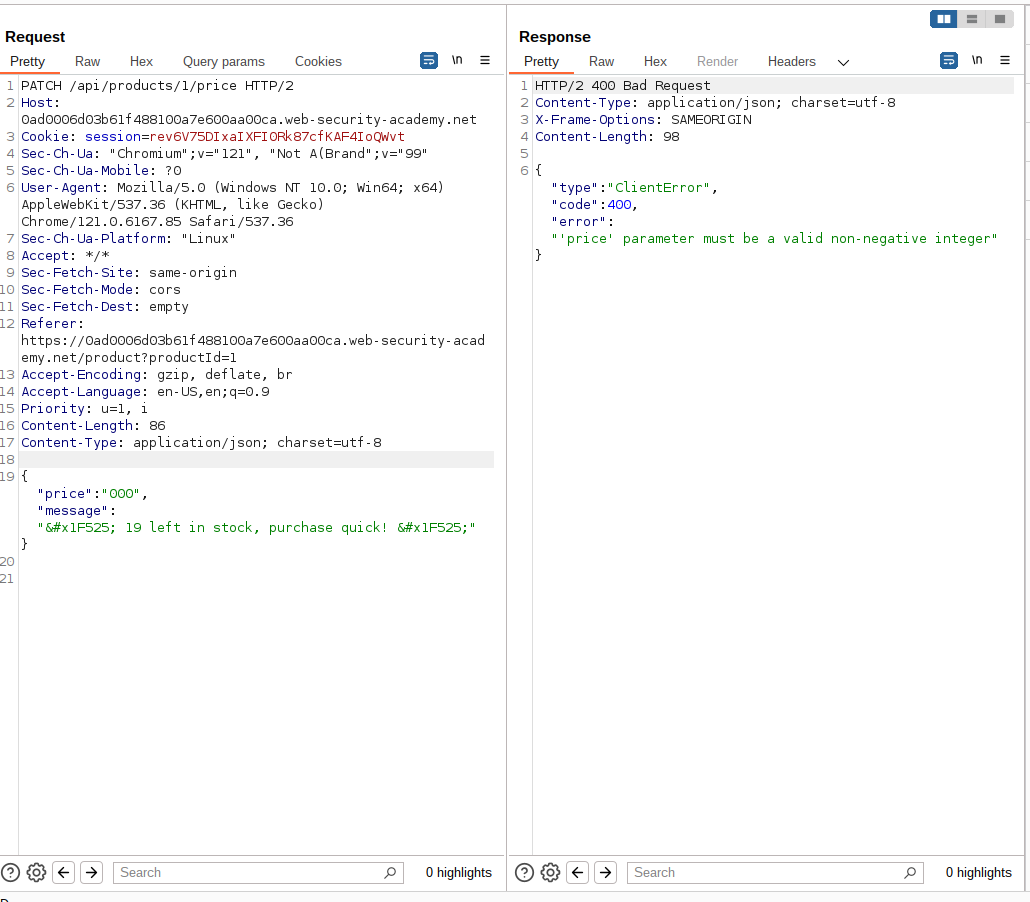 Request
Pretty Raw Hex Query params Cookies \n
1 PATCH /api/products/1/price HTTP/2
2 Host:
0ad0006d03b61f488100a7e600aa00ca.web-security-academy.net
3 Cookie: session=rev6V75DIxaIXFIORk87cfKAF4IoQWvt
4 Sec-Ch-Ua: "Chromium";v="121", "Not A(Brand";v="99"
5 Sec-Ch-Ua-Mobile: ?0
6 User-Agent: Mozilla/5.0 (Windows NT 10.0; Win64; x64)
AppleWebKit/537.36 (KHTML, like Gecko)
Chrome/121.0.6167.85 Safari/537.36
7 Sec-Ch-Ua-Platform: "Linux"
8 Accept: */*
9 Sec-Fetch-Site: same-origin
10 Sec-Fetch-Mode: cors
11 Sec-Fetch-Dest: empty
12 Referer:
https://0ad0006d03b61f488100a7e600aa00ca.web-security-acad
emy.net/product?productId=1
13 Accept-Encoding: gzip, deflate, br
14 Accept-Language: en-US,en;q=0.9
15 Priority: u=1, i
16 Content-Length: 86
17 Content-Type: application/json; charset=utf-8
18
19 {
"price":"000",
"message":
"&#x1F525; 19 left in stock, purchase quick! &#x1F525;"
}
20
21
Search 0 highlights
Response
Pretty Raw Hex Render Headers \n
1 HTTP/2 400 Bad Request
2 Content-Type: application/json; charset=utf-8
3 X-Frame-Options: SAMEORIGIN
4 Content-Length: 98
5
6 {
"type":"ClientError",
"code":400,
"error":
"'price' parameter must be a valid non-negative integer"
}
Search 0 highlights